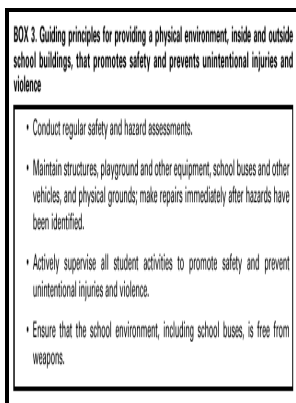 BOX 3. Guiding principles for providing a physical environment, inside and outside
school buildings, that promotes safety and prevents unintentional injuries and
violence
• Conduct regular safety and hazard assessments.
• Maintain structures, playground and other equipment, school buses and other
vehicles, and physical grounds; make repairs immediately after hazards have
been identified.
• Actively supervise all student activities to promote safety and prevent
unintentional injuries and violence.
• Ensure that the school environment, including school buses, is free from
weapons.